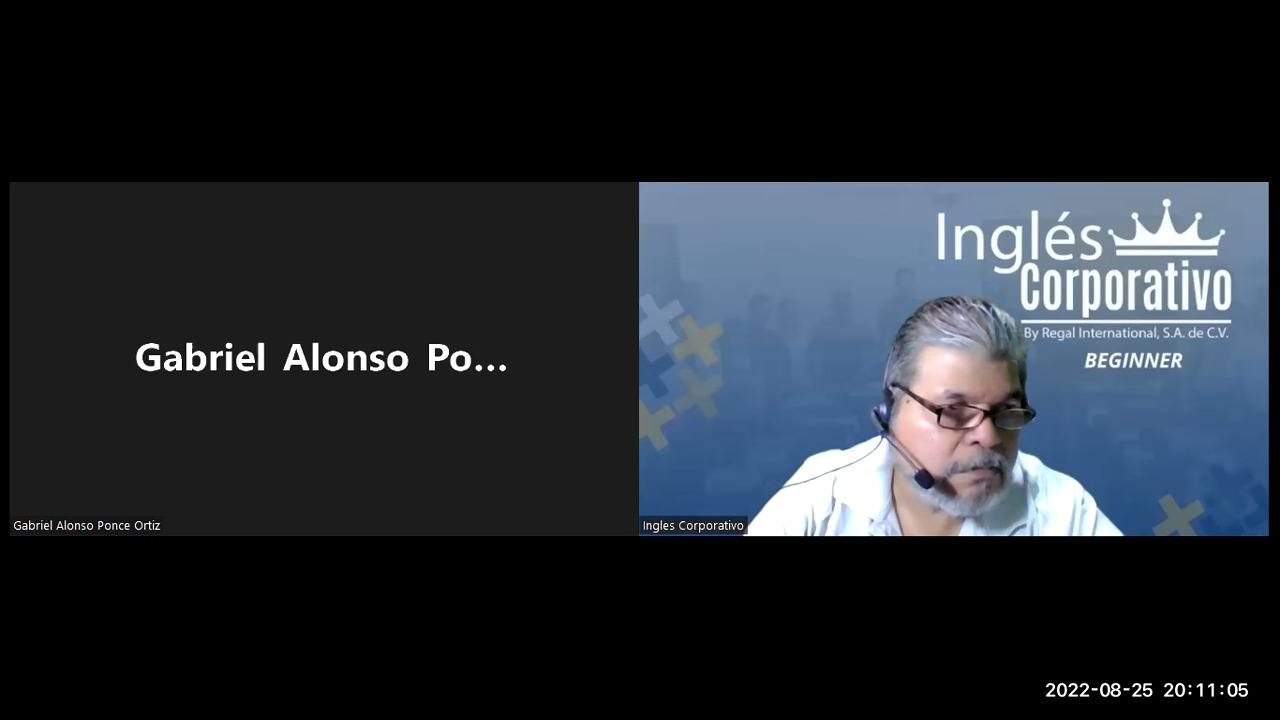 Gabriel Alonso Po...
Gabriel Alonso Ponce Ortiz
Inglés
Corporativo
By Regal International, S.A. de C.V.
BEGINNER
Ingles Corporativo
2022-08-25 20:11:05